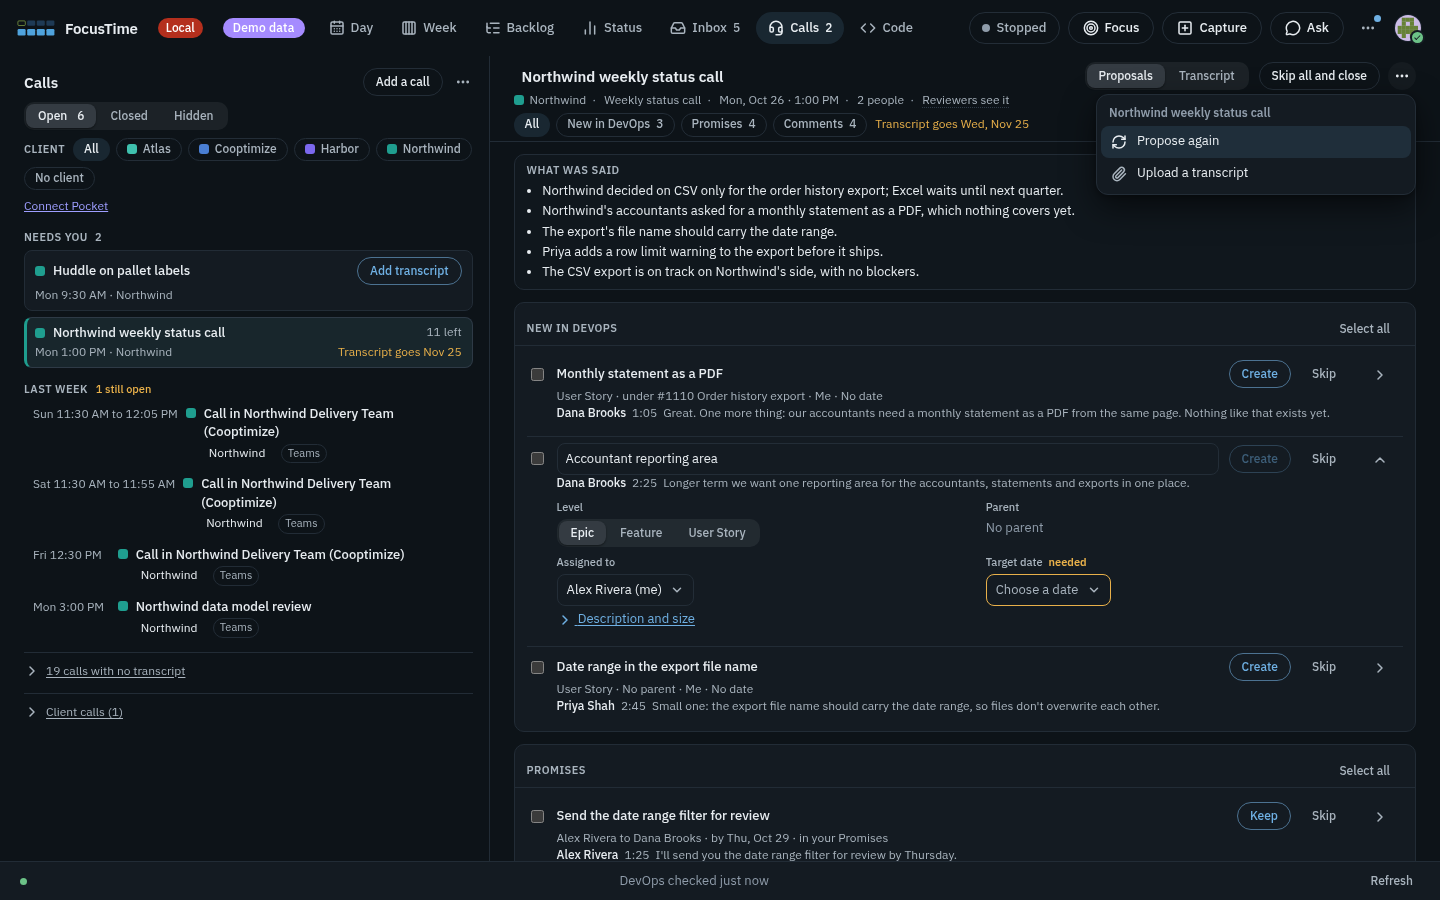 FocusTime Local Demo data Day Week Backlog Status Inbox 5 Calls 2 Code Stopped Focus Capture Ask
Calls
Add a call
Open 6 Closed Hidden
CLIENT All Atlas Cooptimize Harbor Northwind
No client
Connect Pocket
NEEDS YOU 2
Huddle on pallet labels
Add transcript
Mon 9:30 AM · Northwind
Northwind weekly status call 11 left
Mon 1:00 PM · Northwind Transcript goes Nov 25
LAST WEEK 1 still open
Sun 11:30 AM to 12:05 PM Call in Northwind Delivery Team
(Cooptimize)
Northwind Teams
Sat 11:30 AM to 11:55 AM Call in Northwind Delivery Team
(Cooptimize)
Northwind Teams
Fri 12:30 PM Call in Northwind Delivery Team (Cooptimize)
Northwind Teams
Mon 3:00 PM Northwind data model review
Northwind Teams
19 calls with no transcript
Client calls (1)
Northwind weekly status call
Proposals Transcript Skip all and close
Northwind · Weekly status call · Mon, Oct 26 · 1:00 PM · 2 people · Reviewers see it
All New in DevOps 3 Promises 4 Comments 4 Transcript goes Wed, Nov 25
Northwind weekly status call
Propose again
Upload a transcript
WHAT WAS SAID
• Northwind decided on CSV only for the order history export; Excel waits until next quarter.
• Northwind's accountants asked for a monthly statement as a PDF, which nothing covers yet.
• The export's file name should carry the date range.
• Priya adds a row limit warning to the export before it ships.
• The CSV export is on track on Northwind's side, with no blockers.
NEW IN DEVOPS Select all
Monthly statement as a PDF Create Skip
User Story · under #1110 Order history export · Me · No date
Dana Brooks 1:05 Great. One more thing: our accountants need a monthly statement as a PDF from the same page. Nothing like that exists yet.
Accountant reporting area Create Skip
Dana Brooks 2:25 Longer term we want one reporting area for the accountants, statements and exports in one place.
Level Parent
Epic Feature User Story No parent
Assigned to Target date needed
Alex Rivera (me) Choose a date
Description and size
Date range in the export file name Create Skip
User Story · No parent · Me · No date
Priya Shah 2:45 Small one: the export file name should carry the date range, so files don't overwrite each other.
PROMISES Select all
Send the date range filter for review Keep Skip
Alex Rivera to Dana Brooks · by Thu, Oct 29 · in your Promises
Alex Rivera 1:25 I'll send you the date range filter for review by Thursday.
DevOps checked just now Refresh